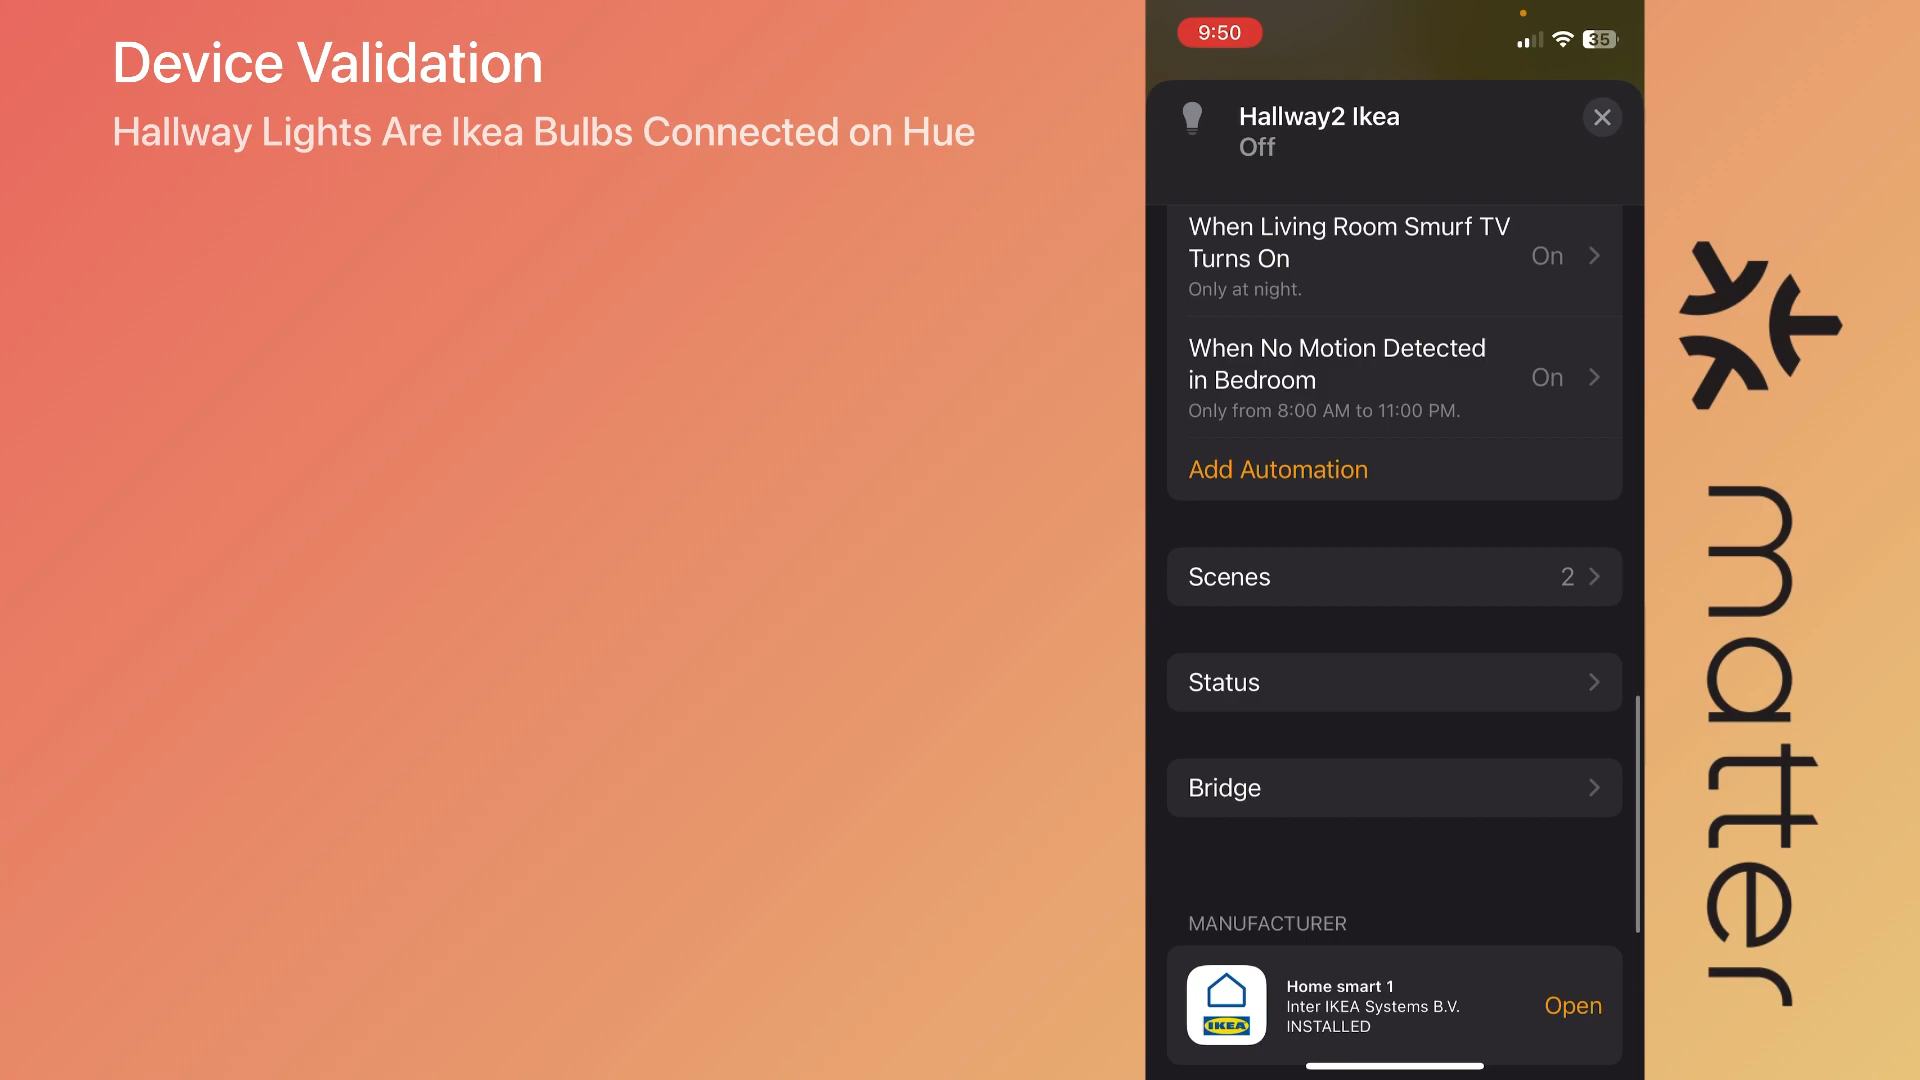 Device Validation
Hallway Lights Are Ikea Bulbs Connected on Hue
9:50
35
Hallway2 Ikea
Off
When Living Room Smurf TV
Turns On
On
Only at night.
When No Motion Detected
in Bedroom
On
Only from 8:00 AM to 11:00 PM.
Add Automation
Scenes
2
Status
Bridge
MANUFACTURER
IKEA
Home smart 1
Inter IKEA Systems B.V.
INSTALLED
Open
matter